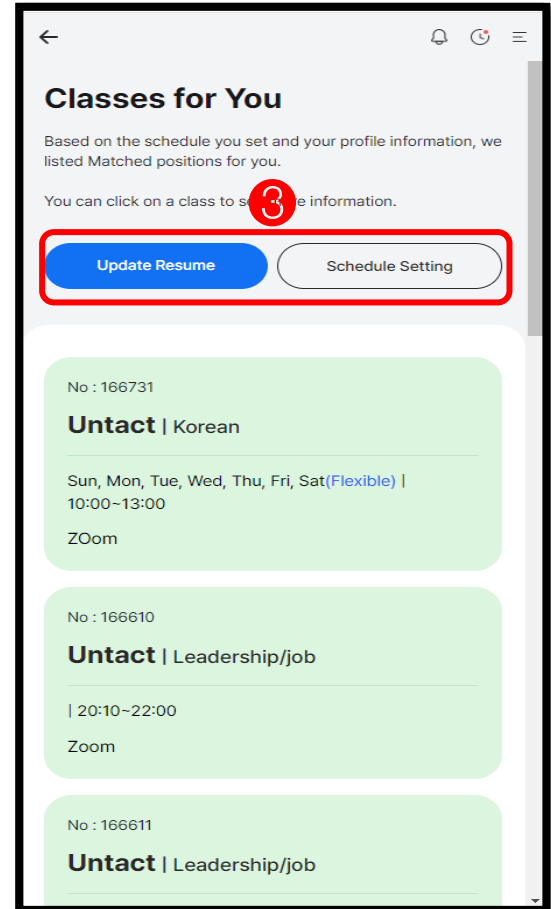 Classes for You
Based on the schedule you set and your profile information, we
listed Matched positions for you.
You can click on a class to se re information.
3
Update Resume Schedule Setting
No : 166731
Untact | Korean
Sun, Mon, Tue, Wed, Thu, Fri, Sat(Flexible) |
10:00~13:00
ZOom
No : 166610
Untact | Leadership/job
| 20:10~22:00
Zoom
No : 166611
Untact | Leadership/job